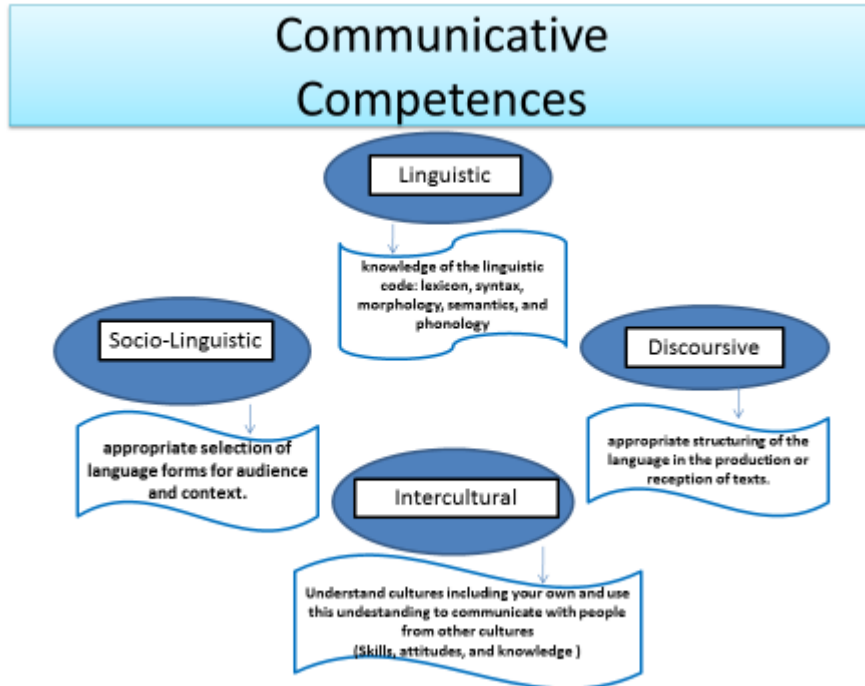 Communicative
Competences
Linguistic
knowledge of the linguistic
code: lexicon, syntax,
morphology, semantics, and
phonology
Socio-Linguistic
appropriate selection of
language forms for audience
and context.
Discoursive
appropriate structuring of the
language in the production or
reception of texts.
Intercultural
Understand cultures including your own and use
this undestanding to communicate with people
from other cultures
(Skills, attitudes, and knowledge )